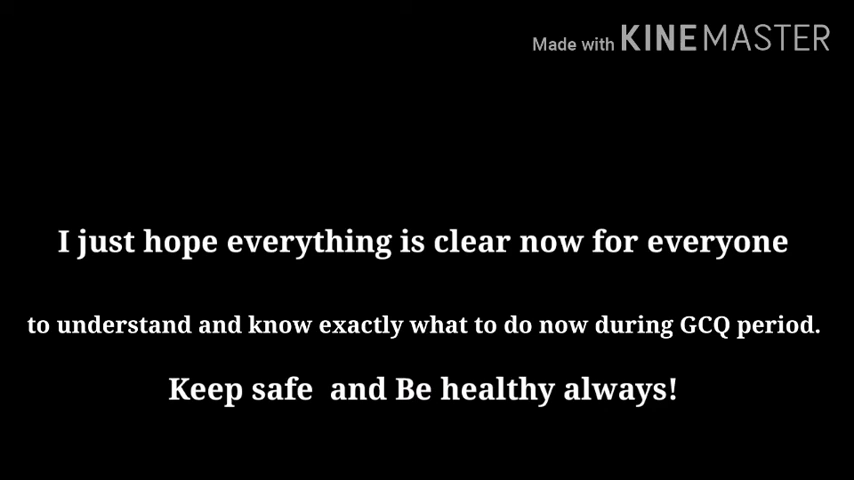 Made with KINEMASTER
I just hope everything is clear now for everyone
to understand and know exactly what to do now during GCQ period.
Keep safe  and Be healthy always!